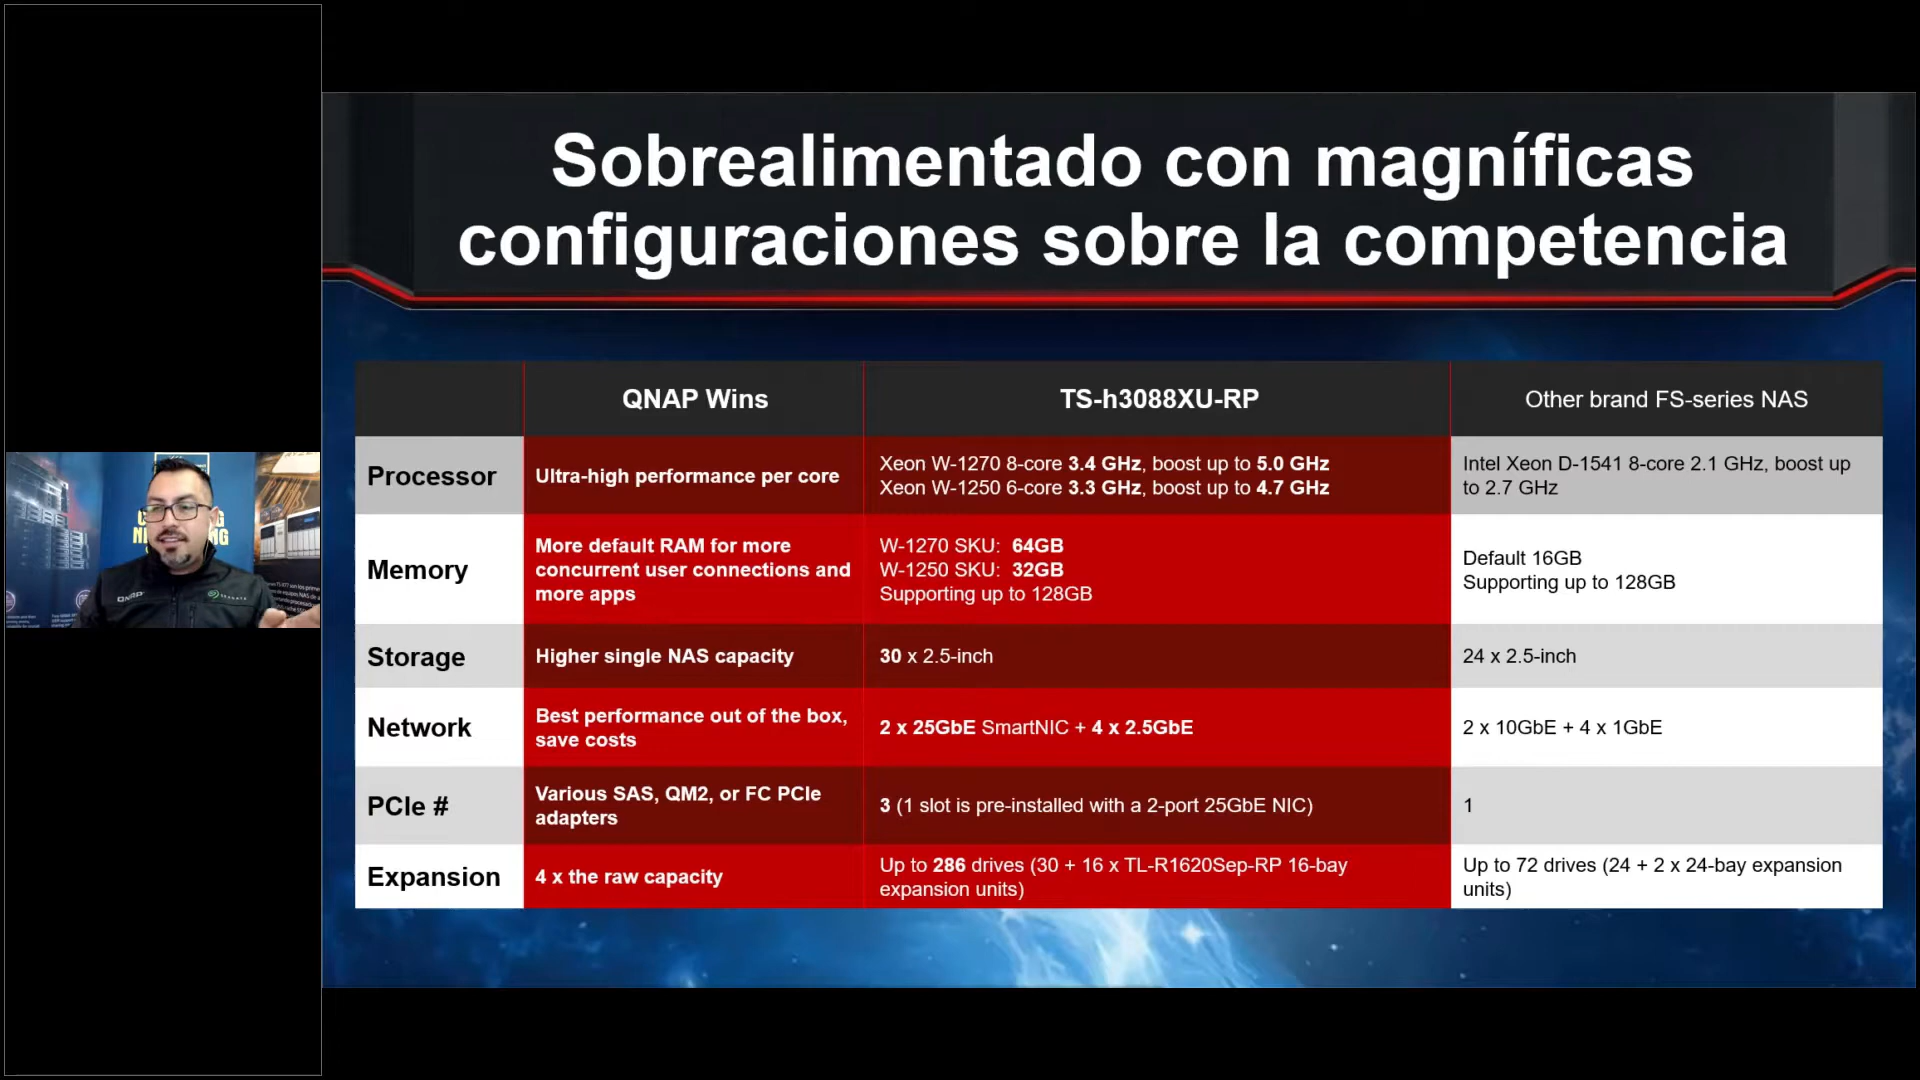 Sobrealimentado con magníficas
configuraciones sobre la competencia
QNAP Wins
TS-h3088XU-RP
Other brand FS-series NAS
Processor
Ultra-high performance per core
Xeon W-1270 8-core 3.4 GHz, boost up to 5.0 GHz
Xeon W-1250 6-core 3.3 GHz, boost up to 4.7 GHz
Intel Xeon D-1541 8-core 2.1 GHz, boost up
to 2.7 GHz
Memory
More default RAM for more
concurrent user connections and
more apps
W-1270 SKU: 64GB
W-1250 SKU: 32GB
Supporting up to 128GB
Default 16GB
Supporting up to 128GB
Storage
Higher single NAS capacity
30 x 2.5-inch
24 x 2.5-inch
Network
Best performance out of the box,
save costs
2 x 25GbE SmartNIC + 4 x 2.5GbE
2 x 10GbE + 4 x 1GbE
PCIe #
Various SAS, QM2, or FC PCIe
adapters
3 (1 slot is pre-installed with a 2-port 25GbE NIC)
1
Expansion
4 x the raw capacity
Up to 286 drives (30 + 16 x TL-R1620Sep-RP 16-bay
expansion units)
Up to 72 drives (24 + 2 x 24-bay expansion
units)
QNAP
SEAGATE